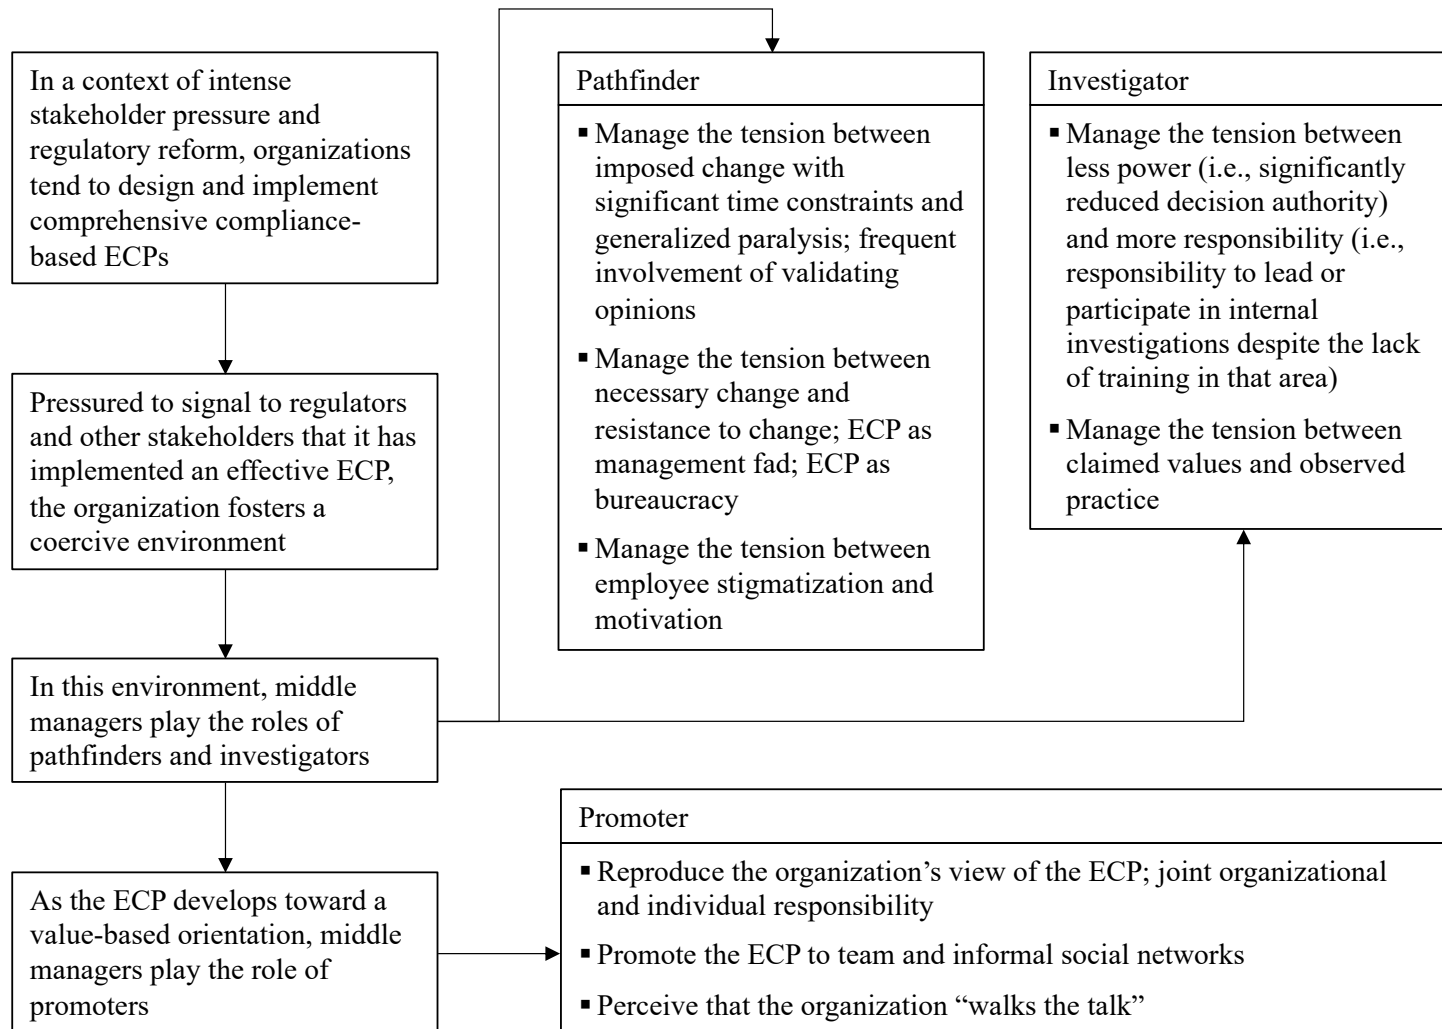 In a context of intense
stakeholder pressure and
regulatory reform, organizations
tend to design and implement
comprehensive compliance-
based ECPs
Pressured to signal to regulators
and other stakeholders that it has
implemented an effective ECP,
the organization fosters a
coercive environment
In this environment, middle
managers play the roles of
pathfinders and investigators
As the ECP develops toward a
value-based orientation, middle
managers play the role of
promoters
Pathfinder
▪ Manage the tension between
imposed change with
significant time constraints and
generalized paralysis; frequent
involvement of validating
opinions
▪ Manage the tension between
necessary change and
resistance to change; ECP as
management fad; ECP as
bureaucracy
▪ Manage the tension between
employee stigmatization and
motivation
Investigator
▪ Manage the tension between
less power (i.e., significantly
reduced decision authority)
and more responsibility (i.e.,
responsibility to lead or
participate in internal
investigations despite the lack
of training in that area)
▪ Manage the tension between
claimed values and observed
practice
Promoter
▪ Reproduce the organization’s view of the ECP; joint organizational
and individual responsibility
▪ Promote the ECP to team and informal social networks
▪ Perceive that the organization “walks the talk”